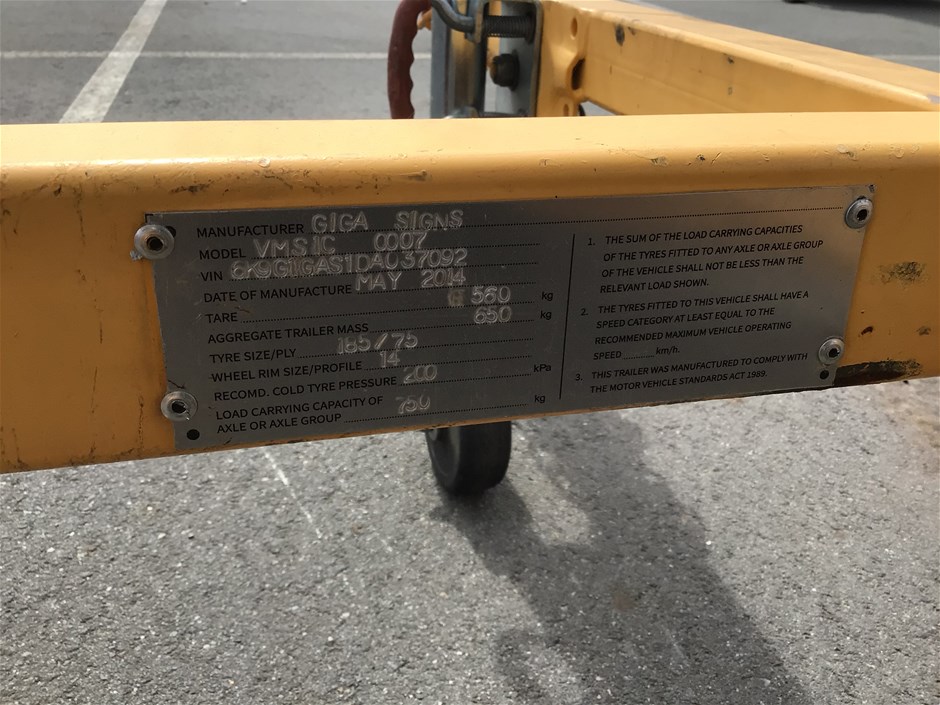 MANUFACTURER GIGA SIGNS
MODEL VMSIIC 0007
VIN 6K9GIIGAS1DA037092
DATE OF MANUFACTURE MAY 2014
TARE 560 kg
AGGREGATE TRAILER MASS 650 kg
TYRE SIZE/PLY 185/75
WHEEL RIM SIZE/PROFILE 14
RECOMD. COLD TYRE PRESSURE 200 kPa
LOAD CARRYING CAPACITY OF
AXLE OR AXLE GROUP 750 kg
1. THE SUM OF THE LOAD CARRYING CAPACITIES
OF THE TYRES FITTED TO ANY AXLE OR AXLE GROUP
OF THE VEHICLE SHALL NOT BE LESS THAN THE
RELEVANT LOAD SHOWN.
2. THE TYRES FITTED TO THIS VEHICLE SHALL HAVE A
SPEED CATEGORY AT LEAST EQUAL TO THE
RECOMMENDED MAXIMUM VEHICLE OPERATING
SPEED ______ km/h.
3. THIS TRAILER WAS MANUFACTURED TO COMPLY WITH
THE MOTOR VEHICLE STANDARDS ACT 1989.